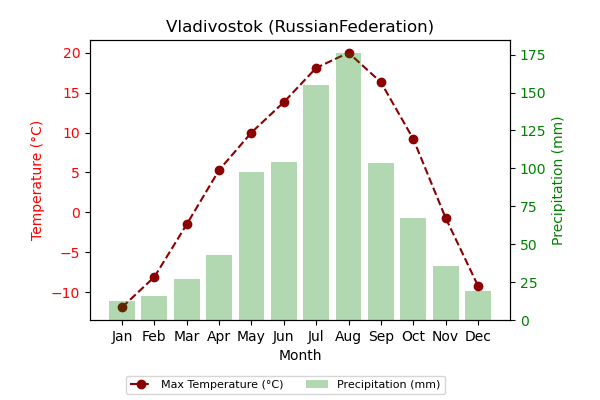 Vladivostok (RussianFederation)
Temperature (°C)
20
15
10
5
0
−5
−10
Precipitation (mm)
175
150
125
100
75
50
25
0
Jan Feb Mar Apr May Jun Jul Aug Sep Oct Nov Dec
Month
Max Temperature (°C) Precipitation (mm)